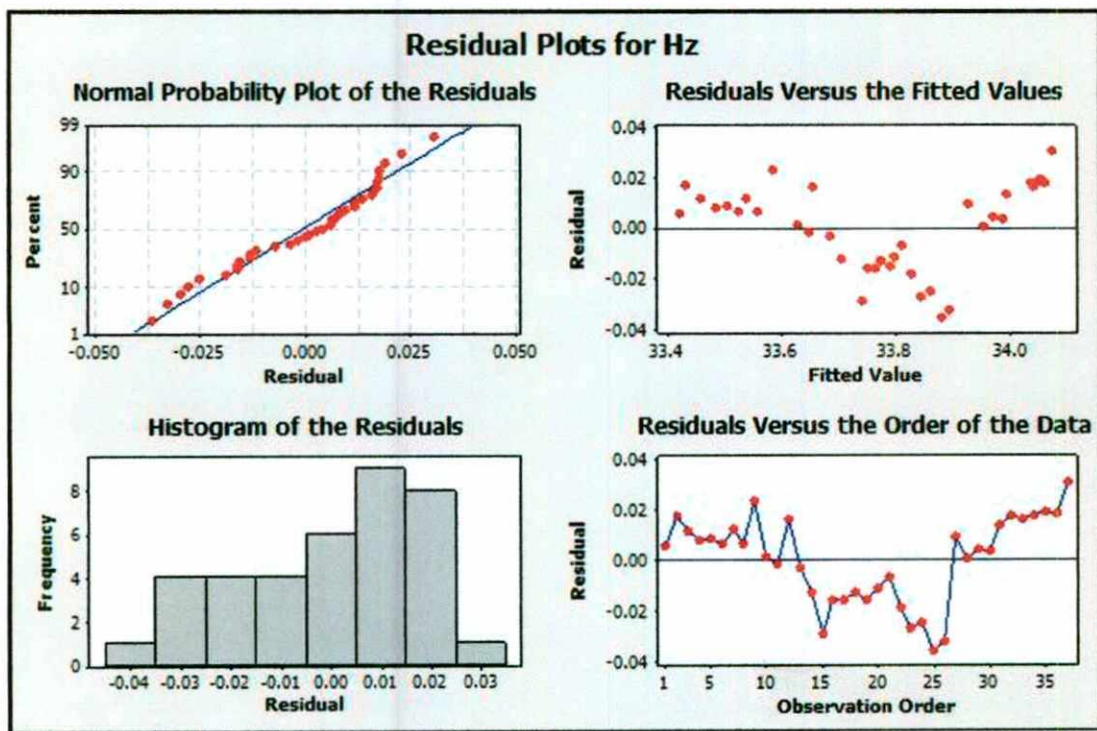 Residual Plots for Hz
Normal Probability Plot of the Residuals
99
90
50
10
1
Percent
-0.050 -0.025 0.000 0.025 0.050
Residual
Residuals Versus the Fitted Values
0.04
0.02
0.00
-0.02
-0.04
Residual
33.4 33.6 33.8 34.0
Fitted Value
Histogram of the Residuals
8
6
4
2
0
Frequency
-0.04 -0.03 -0.02 -0.01 0.00 0.01 0.02 0.03
Residual
Residuals Versus the Order of the Data
0.04
0.02
0.00
-0.02
-0.04
Residual
1 5 10 15 20 25 30 35
Observation Order